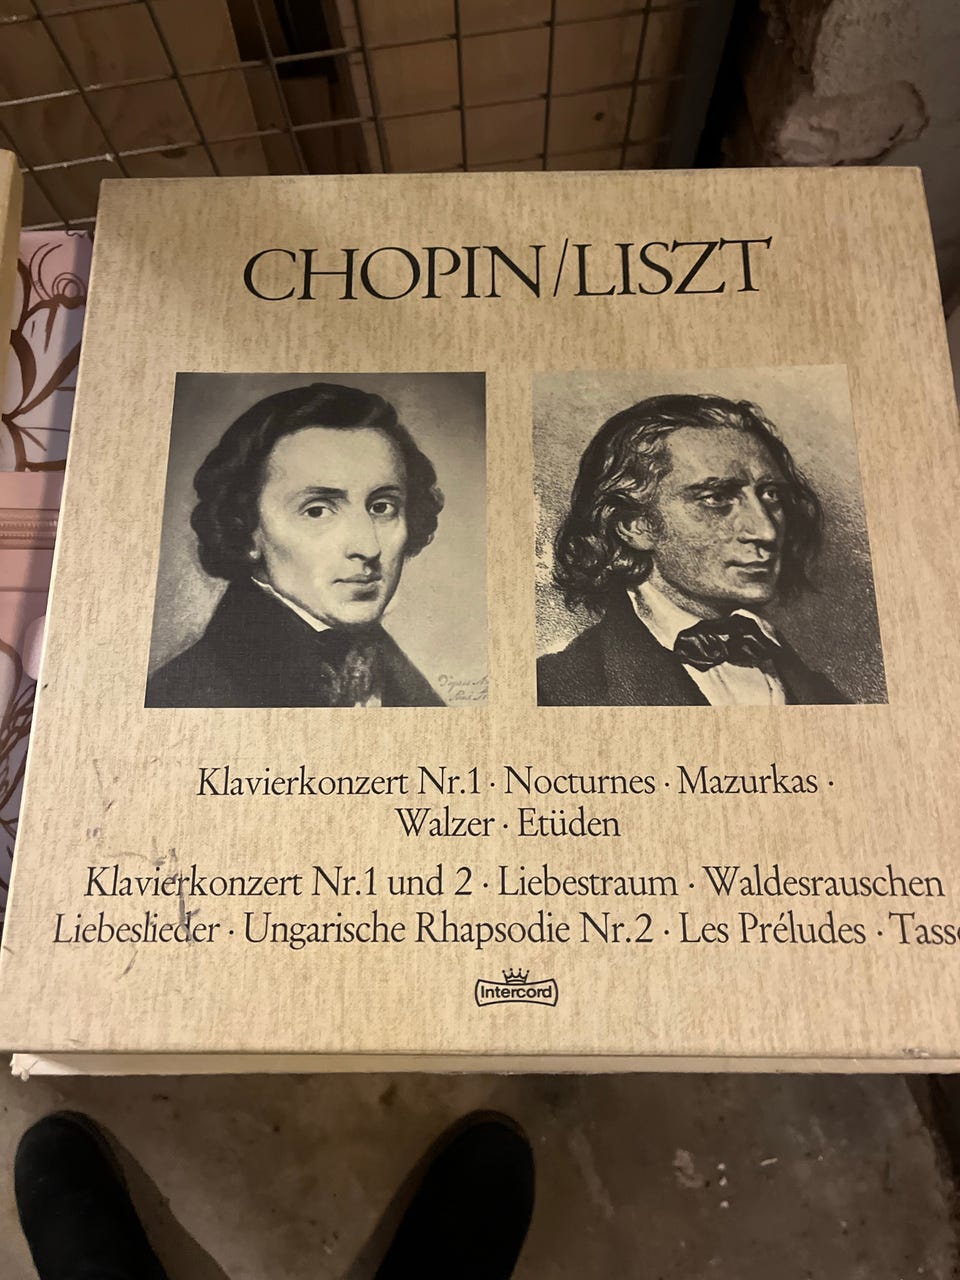 CHOPIN/LISZT
Klavierkonzert Nr.1 · Nocturnes · Mazurkas ·
Walzer · Etüden
Klavierkonzert Nr.1 und 2 · Liebestraum · Waldesrauschen
Liebeslieder · Ungarische Rhapsodie Nr.2 · Les Préludes · Tass
Intercord